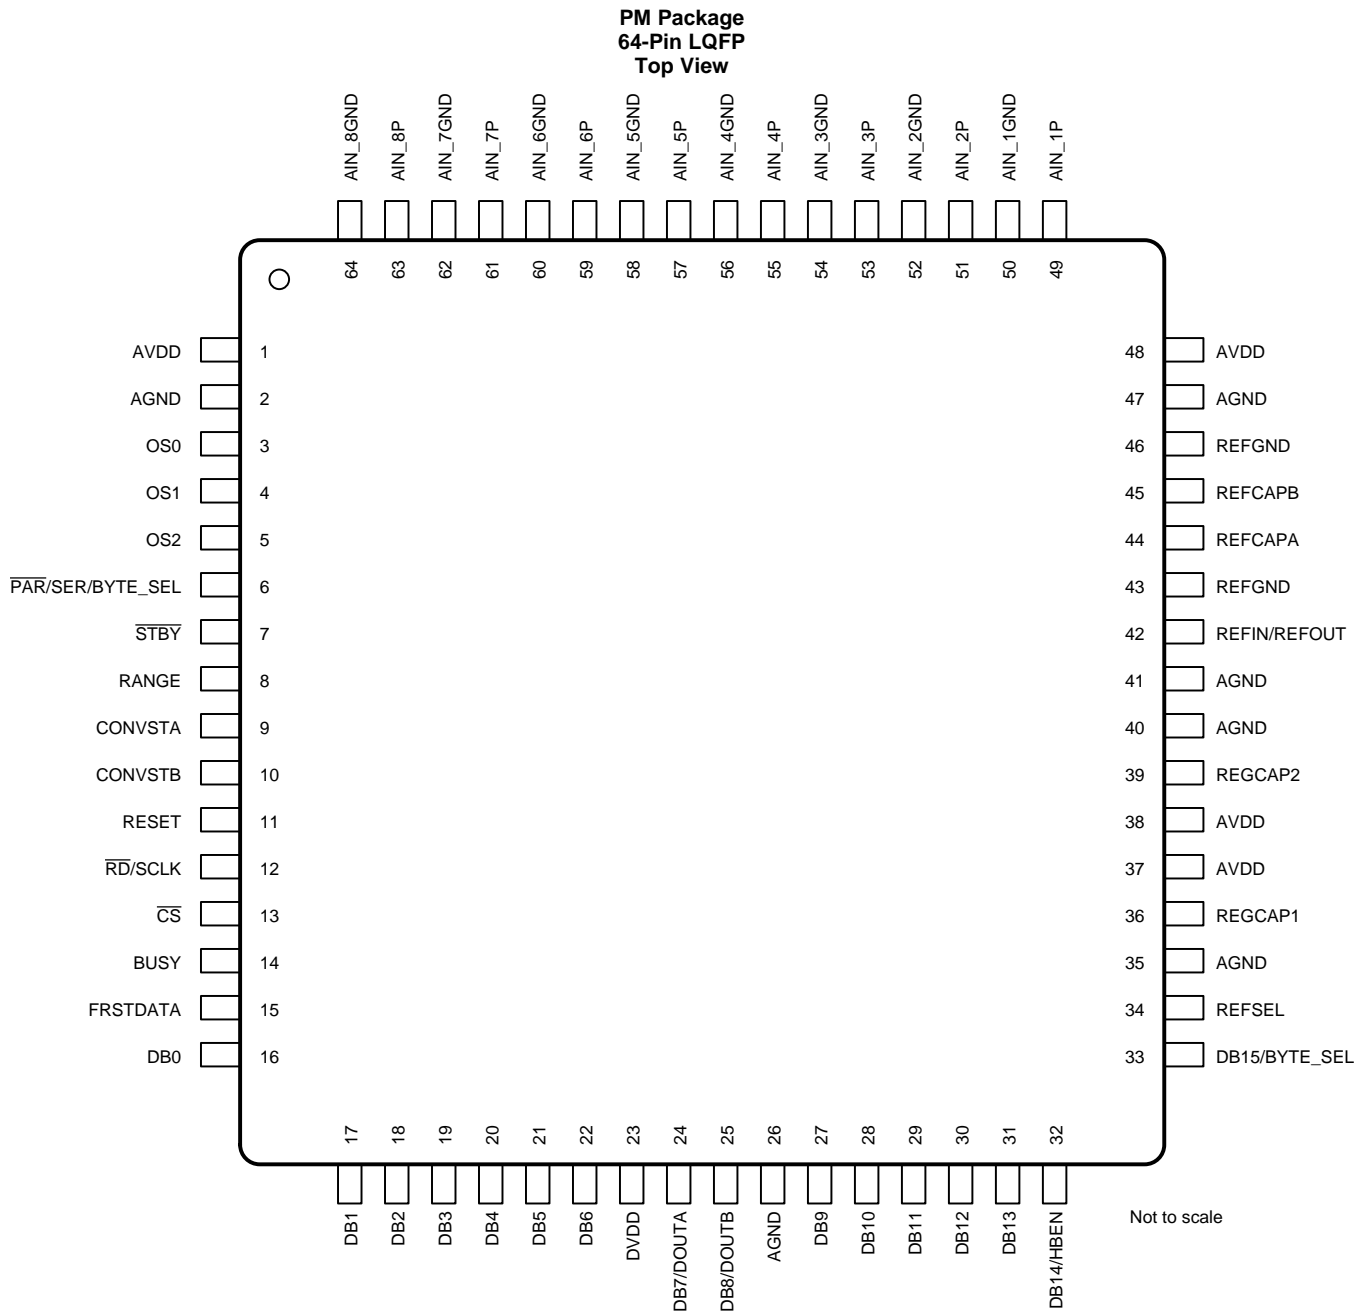 PM Package
64-Pin LQFP
Top View
AIN_8GND
AIN_8P
AIN_7GND
AIN_7P
AIN_6GND
AIN_6P
AIN_5GND
AIN_5P
AIN_4GND
AIN_4P
AIN_3GND
AIN_3P
AIN_2GND
AIN_2P
AIN_1GND
AIN_1P
64
63
62
61
60
59
58
57
56
55
54
53
52
51
50
49
AVDD 1
AGND 2
OS0 3
OS1 4
OS2 5
PAR/SER/BYTE_SEL 6
STBY 7
RANGE 8
CONVSTA 9
CONVSTB 10
RESET 11
RD/SCLK 12
CS 13
BUSY 14
FRSTDATA 15
DB0 16
48 AVDD
47 AGND
46 REFGND
45 REFCAPB
44 REFCAPA
43 REFGND
42 REFIN/REFOUT
41 AGND
40 AGND
39 REGCAP2
38 AVDD
37 AVDD
36 REGCAP1
35 AGND
34 REFSEL
33 DB15/BYTE_SEL
17
18
19
20
21
22
23
24
25
26
27
28
29
30
31
32
DB1
DB2
DB3
DB4
DB5
DB6
DVDD
DB7/DOUTA
DB8/DOUTB
AGND
DB9
DB10
DB11
DB12
DB13
DB14/HBEN
Not to scale